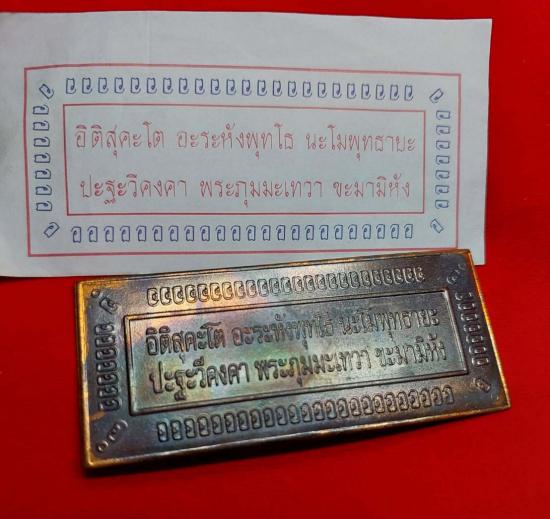 อิติสุคะโต อะระหังพุทโธ นะโมพุทธายะ
ปะฐะวีคงคา พระภุมมะเทวา ขะมามิหัง
อิติสุคะโต อะระหังพุทโธ นะโมพุทธายะ
ปะฐะวีคงคา พระภุมมะเทวา ขะมามิหัง